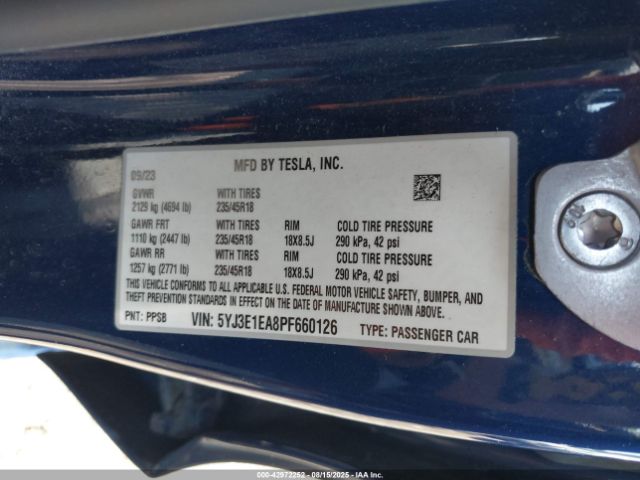 09/23 MFD BY TESLA, INC.
GVWR WITH TIRES
2129 kg (4694 lb) 235/45R18
GAWR FRT WITH TIRES RIM COLD TIRE PRESSURE
1110 kg (2447 lb) 235/45R18 18X8.5J 290 kPa, 42 psi
GAWR RR WITH TIRES RIM COLD TIRE PRESSURE
1257 kg (2771 lb) 235/45R18 18X8.5J 290 kPa, 42 psi
THIS VEHICLE CONFORMS TO ALL APPLICABLE U.S. FEDERAL MOTOR VEHICLE SAFETY, BUMPER, AND
THEFT PREVENTION STANDARDS IN EFFECT ON THE DATE OF MANUFACTURE SHOWN ABOVE.
PNT: PPSB VIN: 5YJ3E1EA8PF660126 TYPE: PASSENGER CAR
000-42972252 - 08/15/2025 - IAA Inc.